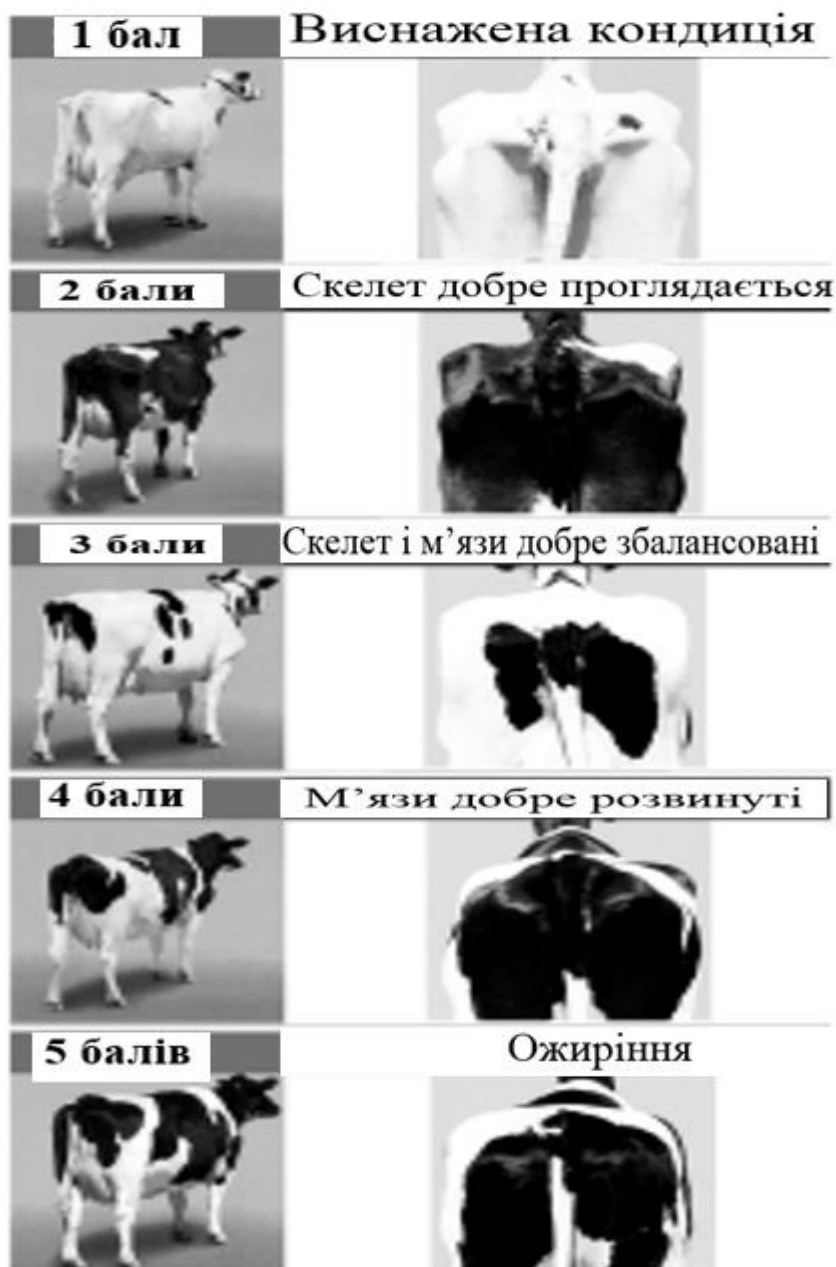 1 бал
Виснажена кондиція
2 бали
Скелет добре проглядається
3 бали
Скелет і м’язи добре збалансовані
4 бали
М’язи добре розвинуті
5 балів
Ожиріння